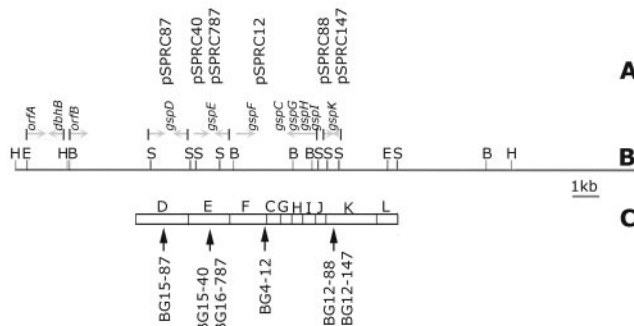 pSPRC87
pSPRC40
pSPRC787
pSPRC12
pSPRC88
pSPRC147
A
orfA
dbhB
orfB
gspD
gspE
gspF
gspC
gspG
gspH
gspI
gspK
H E H B S S S S B B B S S S E S B H B
1kb
D E F C G H I J K L C
BG15-87
BG15-40
BG16-787
BG4-12
BG12-88
BG12-147